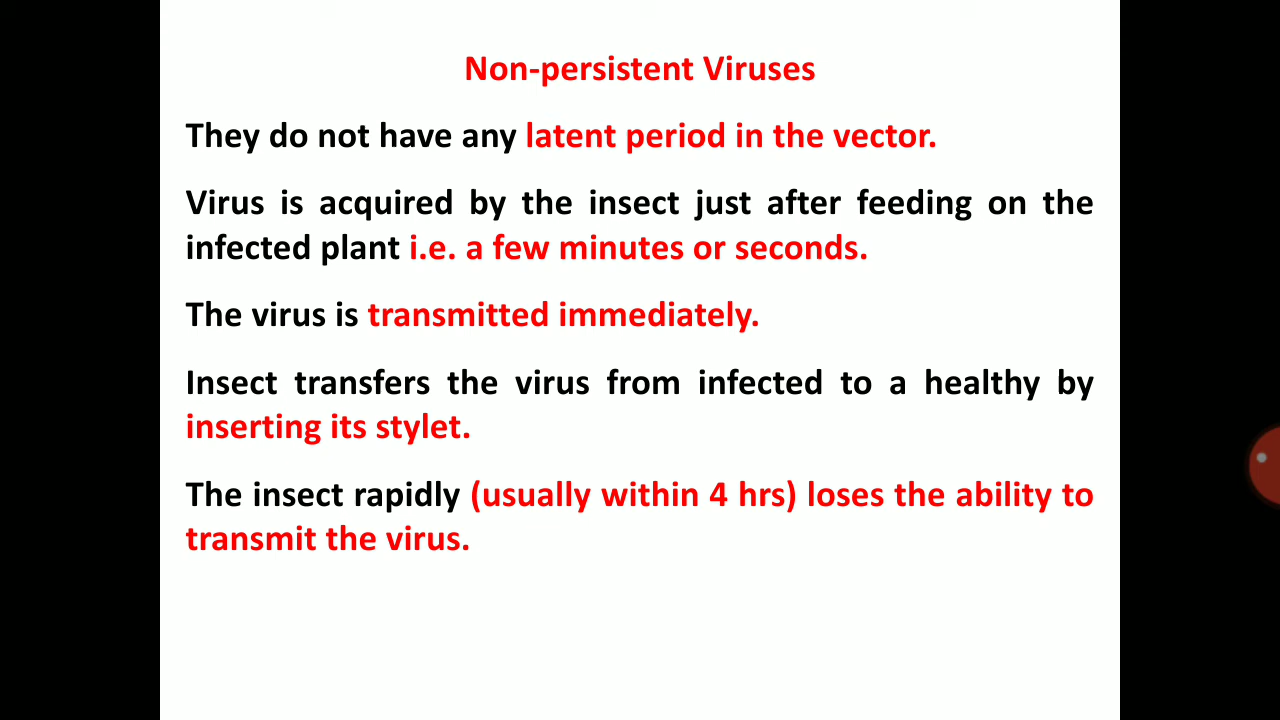 Non-persistent Viruses
They do not have any latent period in the vector.
Virus is acquired by the insect just after feeding on the
infected plant i.e. a few minutes or seconds.
The virus is transmitted immediately.
Insect transfers the virus from infected to a healthy by
inserting its stylet.
The insect rapidly (usually within 4 hrs) loses the ability to
transmit the virus.